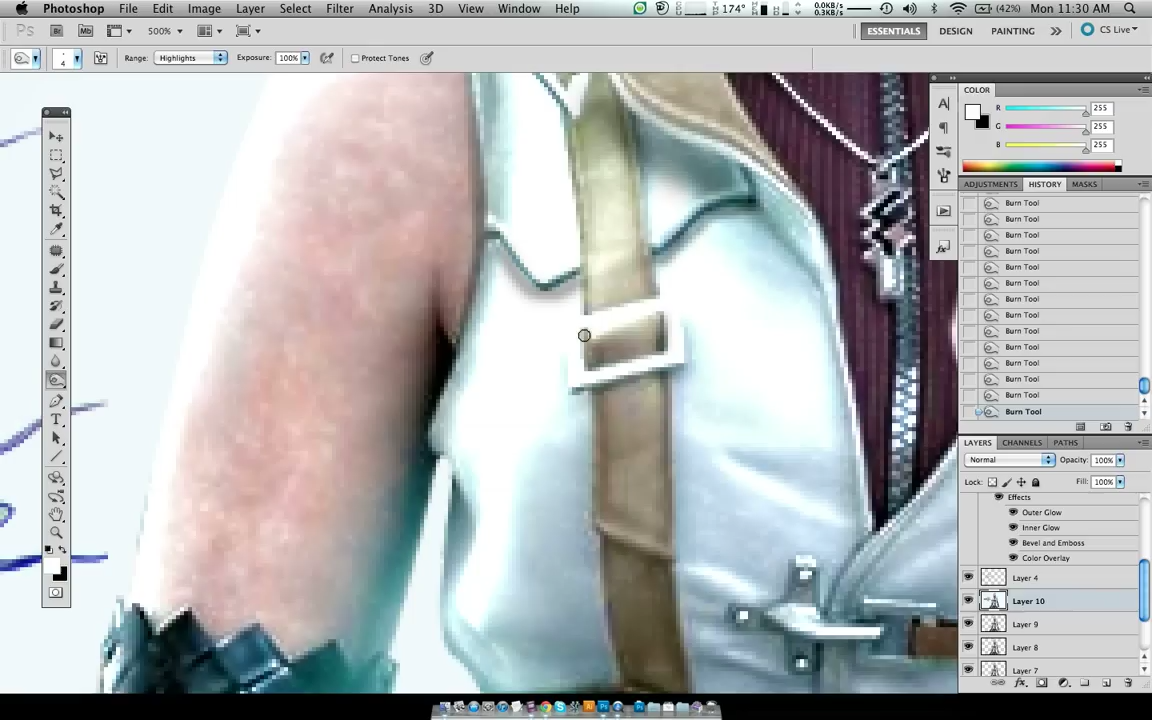 Photoshop File Edit Image Layer Select Filter Analysis 3D View Window Help 174° 0.0KB/s 0.3KB/s (42%) Mon 11:30 AM
Ps Br Mb 500% ESSENTIALS DESIGN PAINTING CS Live
4 Range: Highlights Exposure: 100% Protect Tones
COLOR
R 255
G 255
B 255
ADJUSTMENTS HISTORY MASKS
Burn Tool
Burn Tool
Burn Tool
Burn Tool
Burn Tool
Burn Tool
Burn Tool
Burn Tool
Burn Tool
Burn Tool
Burn Tool
Burn Tool
Burn Tool
Burn Tool
LAYERS CHANNELS PATHS
Normal Opacity: 100%
Lock: Fill: 100%
Effects
Outer Glow
Inner Glow
Bevel and Emboss
Color Overlay
Layer 4
Layer 10
Layer 9
Layer 8
Layer 7